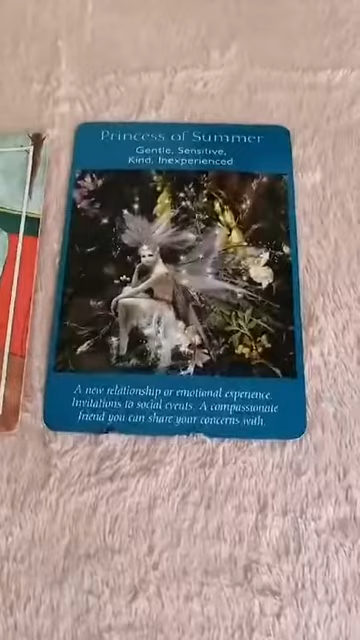 Princess of Summer
Gentle, Sensitive,
Kind, Inexperienced
A new relationship or emotional experience.
Invitations to social events. A compassionate
friend you can share your concerns with.